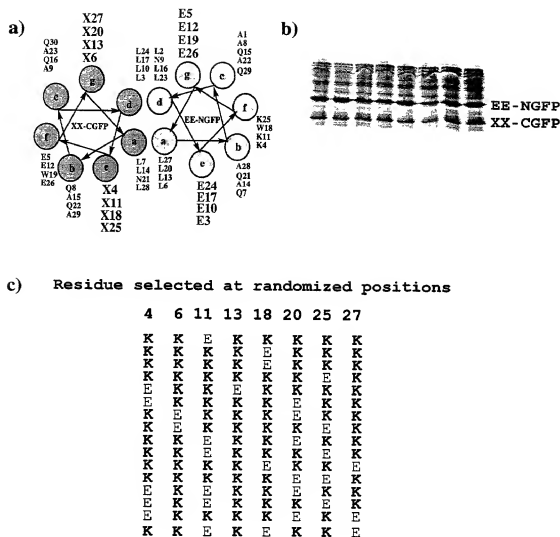 a)
X27
X20
X13
X6
Q30
A23
Q16
A9
L24 L2
L17 N9
L10 L16
L3 L23
E5
E12
E19
E26
A1
A8
Q15
A22
Q29
g
d
a
e
b
f
c
XX-CGFP
g
c
f
b
e
a
d
EE-NGFP
K25
W18
K11
K4
E5
E12
W19
E26
Q8
A15
Q22
A29
X4
X11
X18
X25
L7
L14
N21
L28
L27
L20
L13
L6
E24
E17
E10
E3
A28
Q21
A14
Q7
b)
EE-NGFP
XX-CGFP
c) Residue selected at randomized positions
4 6 11 13 18 20 25 27
K K E K K K K K
K K K K E K K K
K K K K E K K K
K K K K K K E K
E K K E K K K K
E K K K K E K K
K E K K K E K K
K E K K K K E K
K K E K K E K K
K K E K K K E K
K K K K E K K E
K K E K E K K E